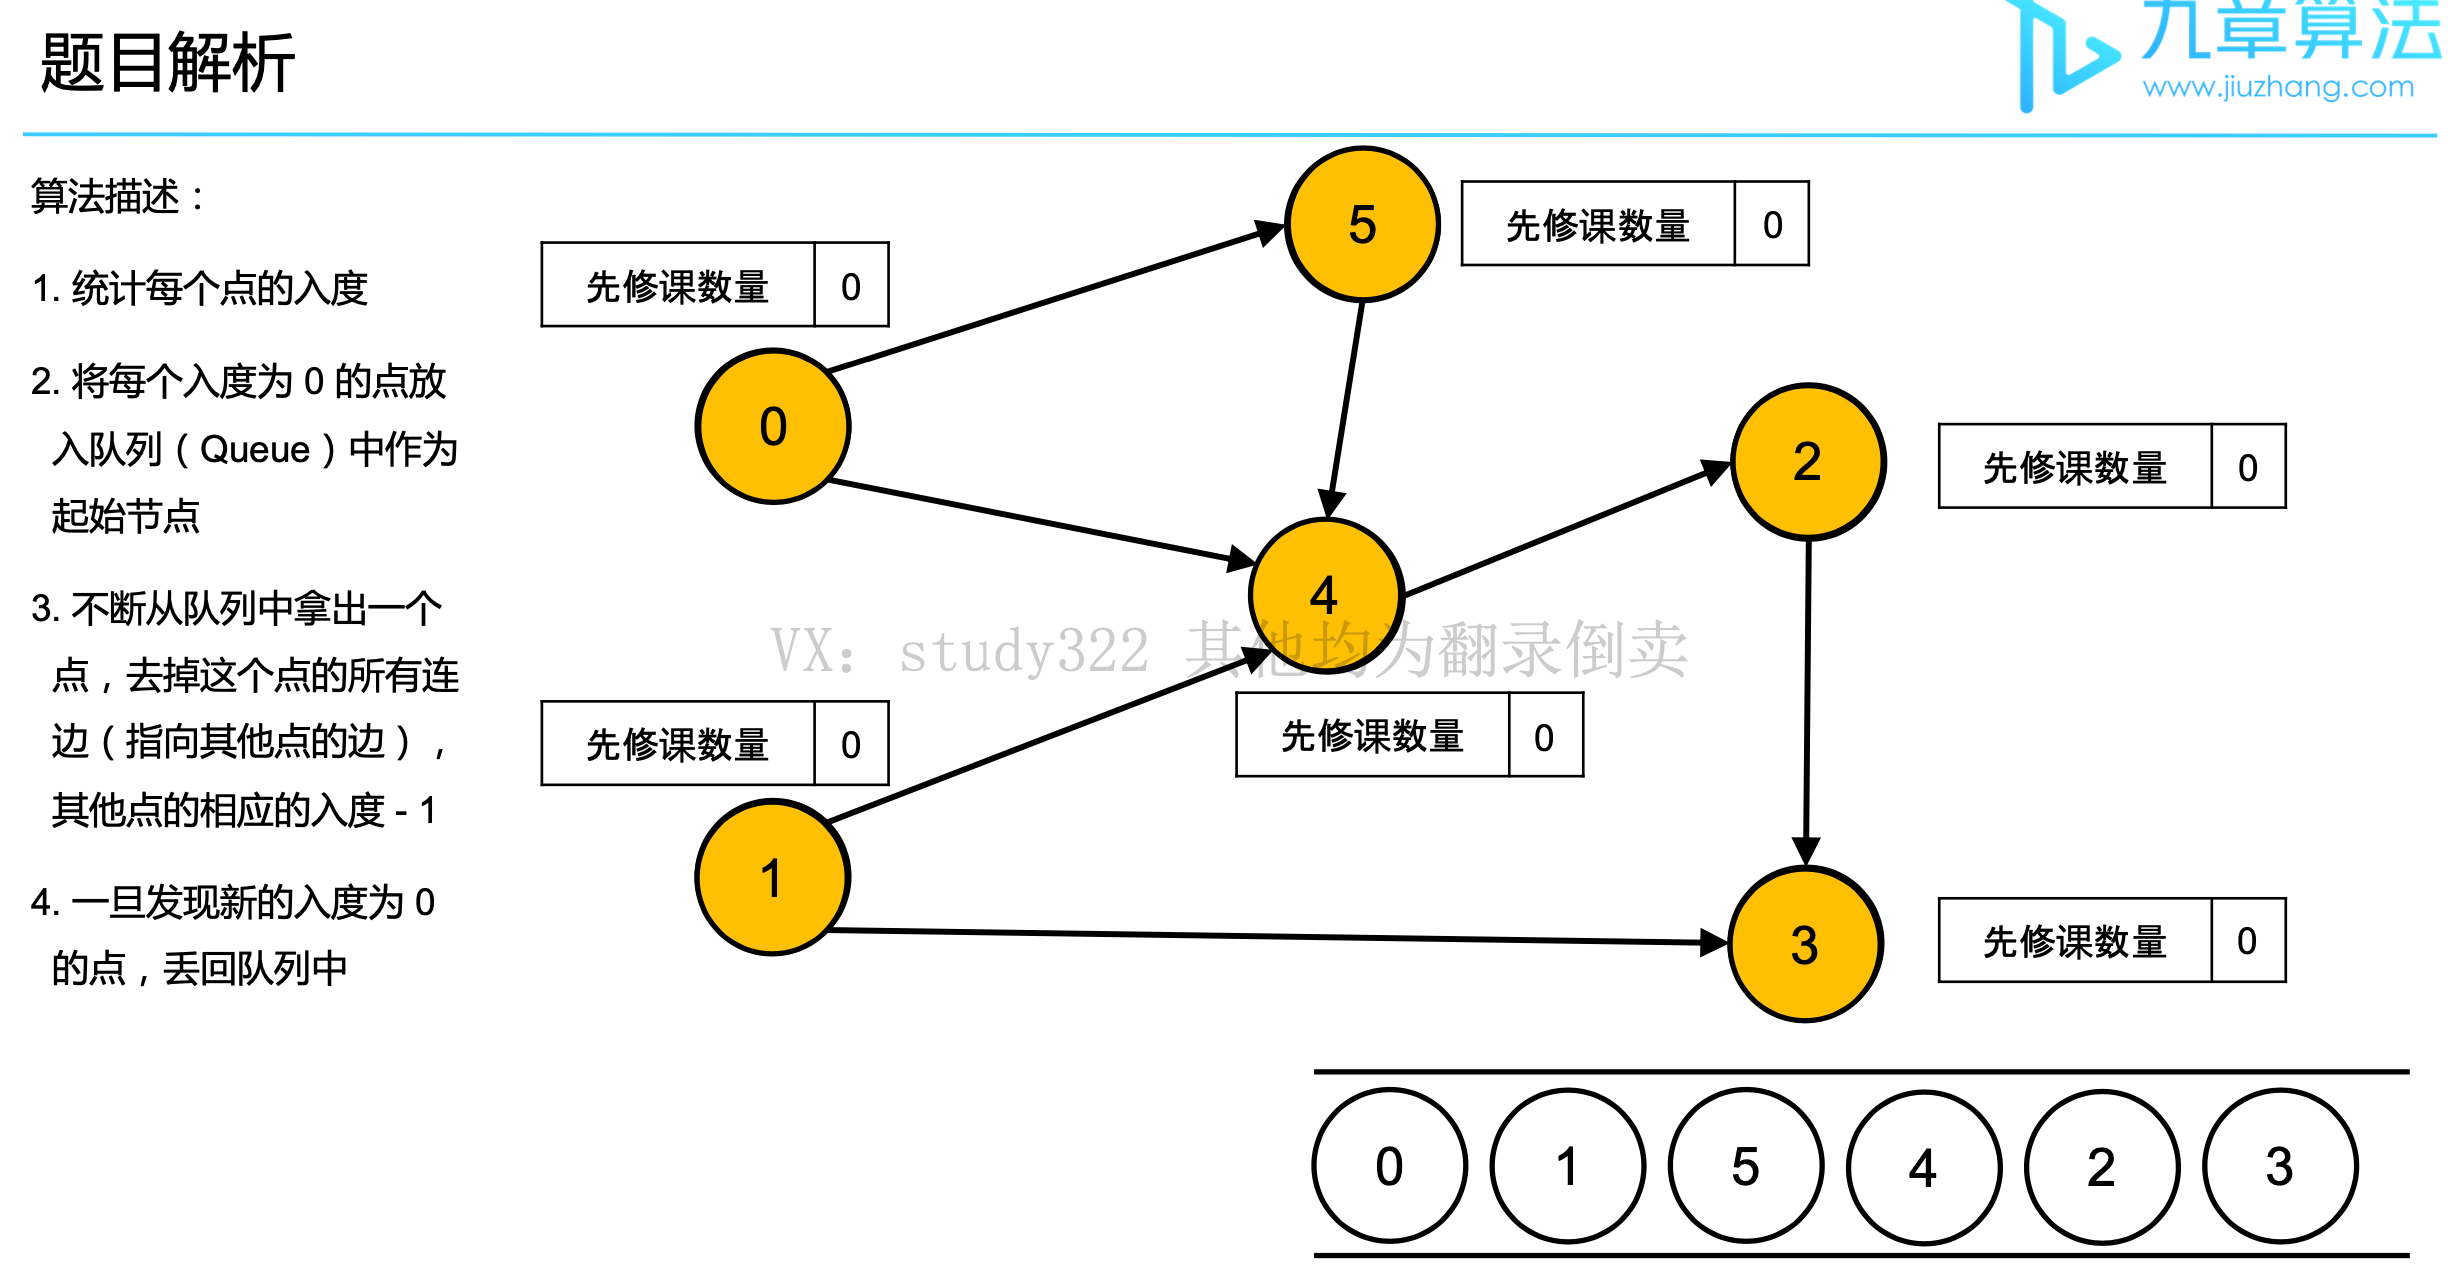 题目解析
九章算法
www.jiuzhang.com
算法描述：
1. 统计每个点的入度
2. 将每个入度为 0 的点放
入队列（Queue）中作为
起始节点
3. 不断从队列中拿出一个
点，去掉这个点的所有连
边（指向其他点的边），
其他点的相应的入度 - 1
4. 一旦发现新的入度为 0
的点，丢回队列中
5
先修课数量 0
先修课数量 0
0
2
先修课数量 0
4
VX：study322 其他均为翻录倒卖
先修课数量 0
先修课数量 0
1
3
先修课数量 0
0 1 5 4 2 3